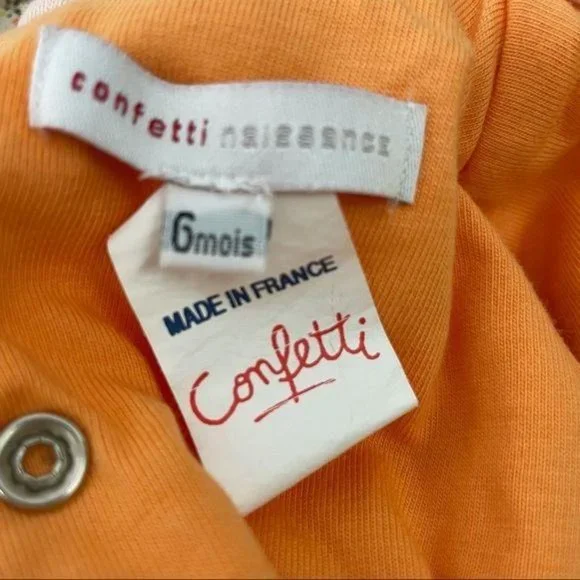 confetti naissance
6mois
MADE IN FRANCE
Confetti